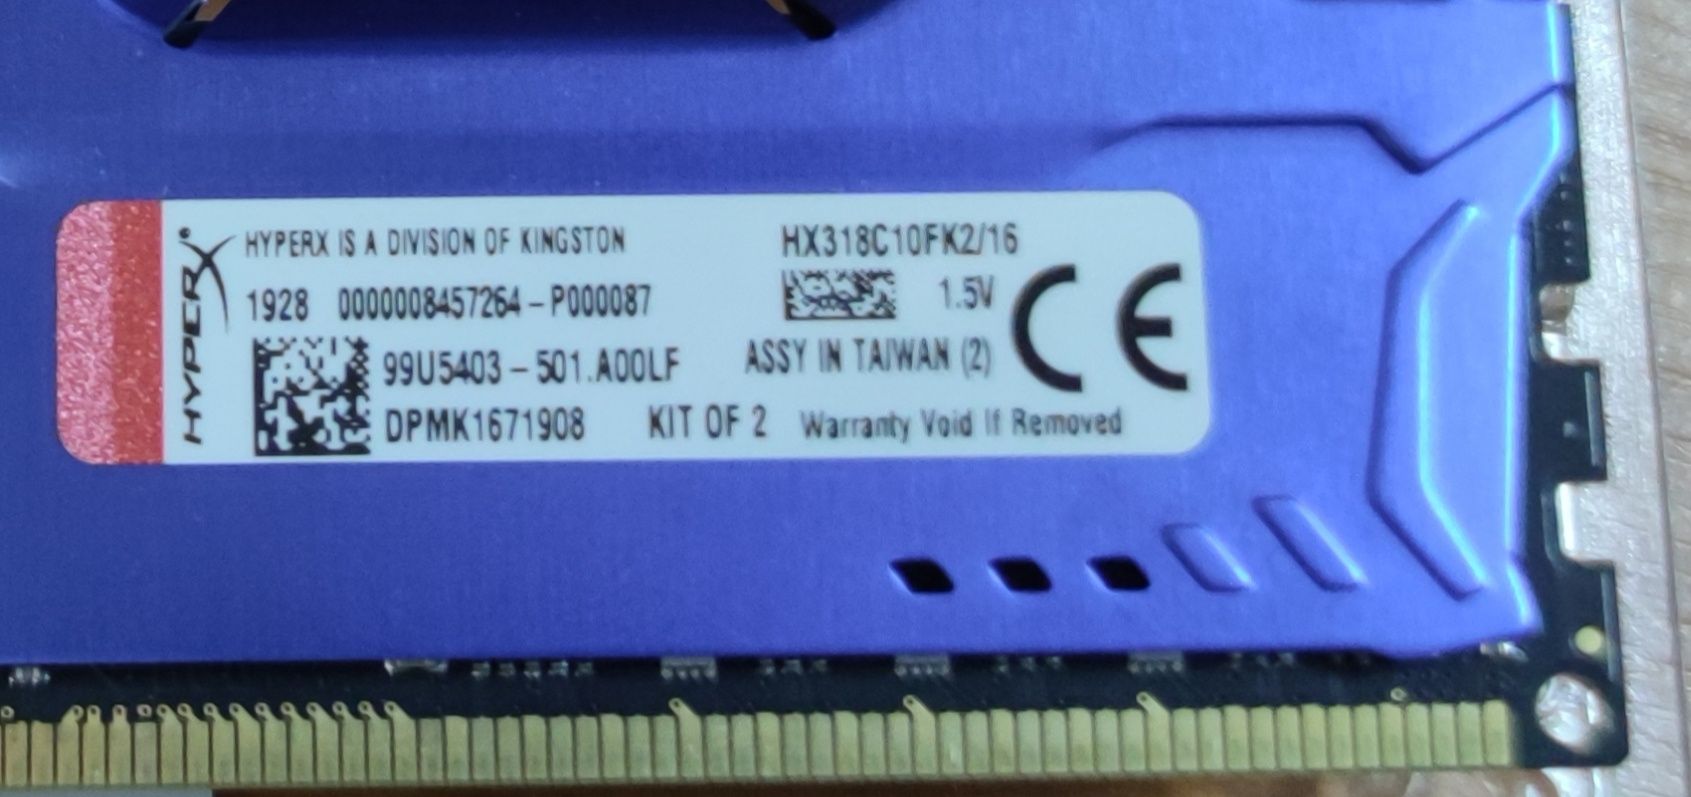 HYPERX
HYPERX IS A DIVISION OF KINGSTON
HX318C10FK2/16
1928 0000008457264-P000087
1.5V
CE
99U5403-501.A00LF
ASSY IN TAIWAN (2)
DPMK1671908
KIT OF 2
Warranty Void If Removed